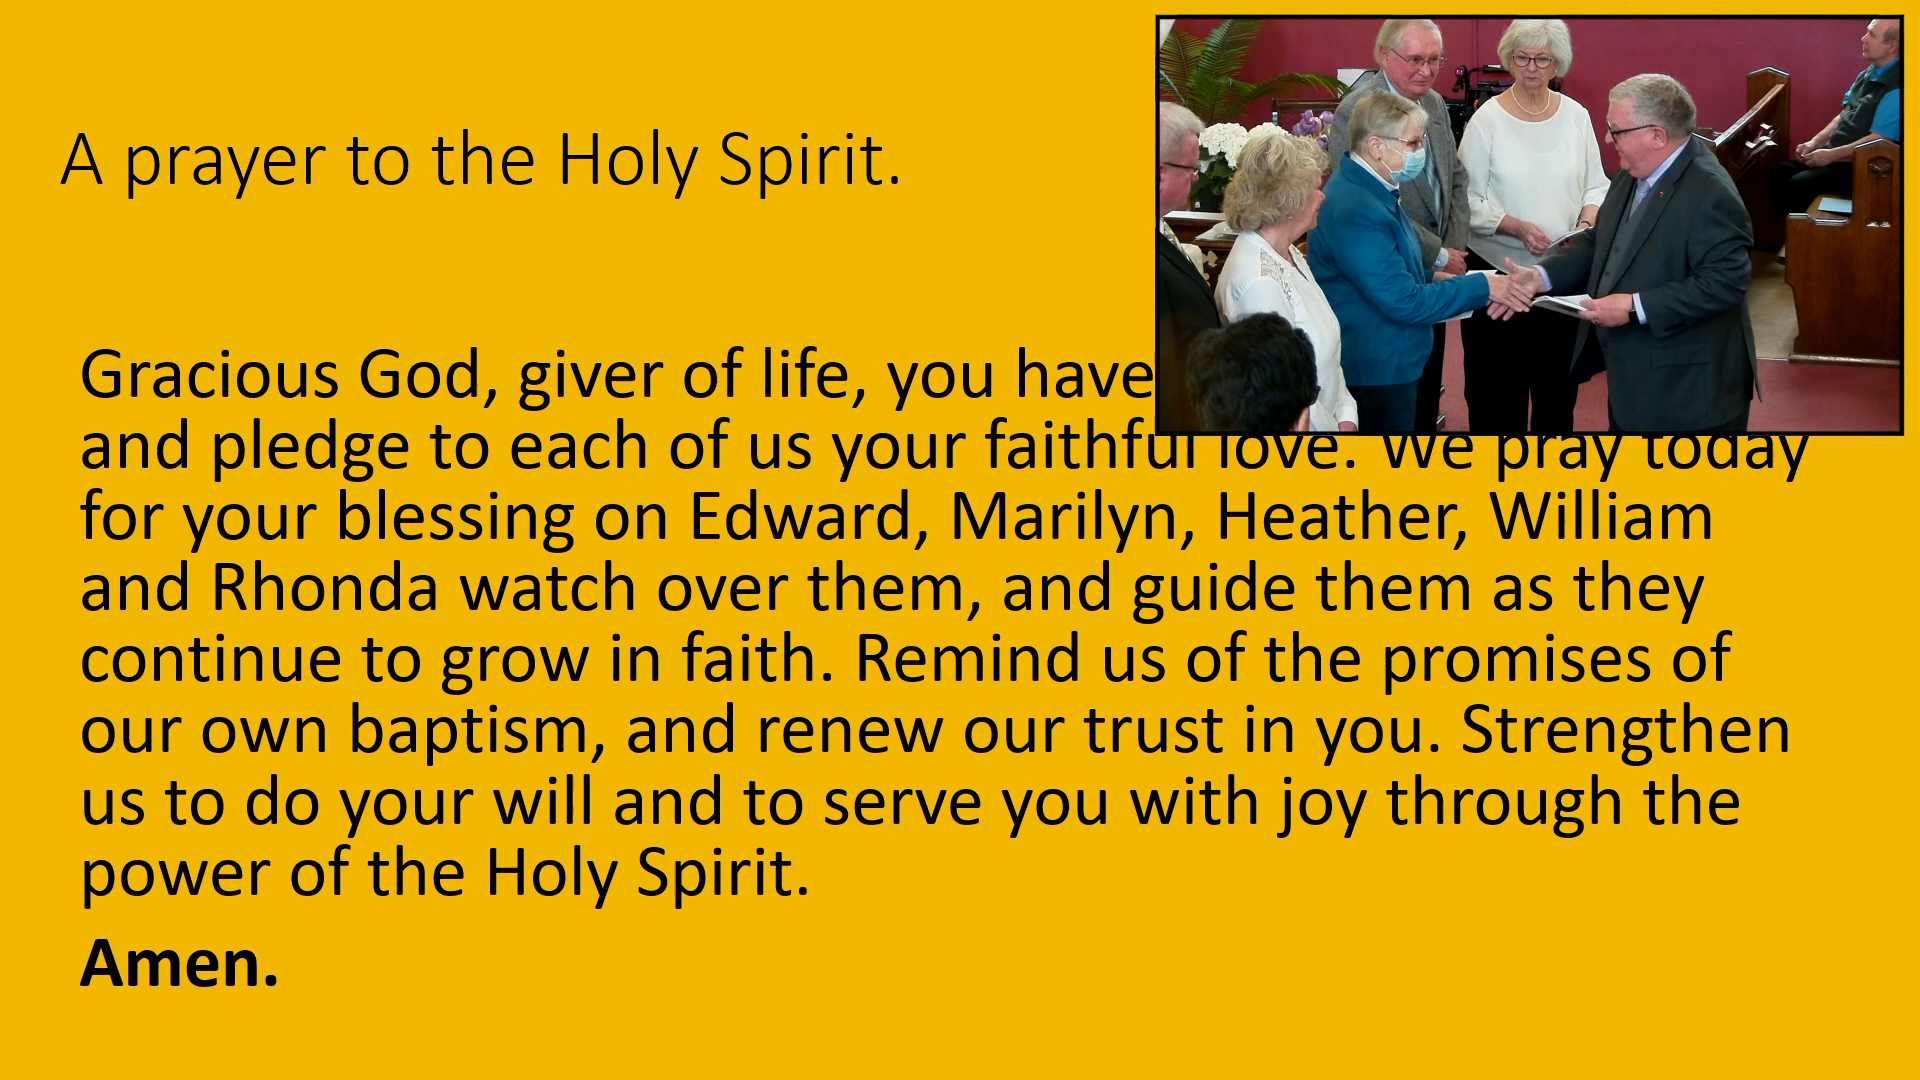 A prayer to the Holy Spirit.
Gracious God, giver of life, you have
and pledge to each of us your faithful love. We pray today
for your blessing on Edward, Marilyn, Heather, William
and Rhonda watch over them, and guide them as they
continue to grow in faith. Remind us of the promises of
our own baptism, and renew our trust in you. Strengthen
us to do your will and to serve you with joy through the
power of the Holy Spirit.
Amen.